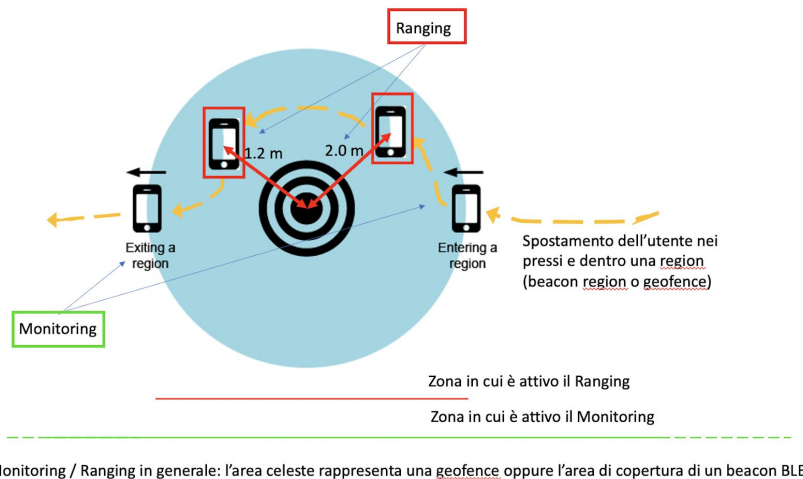 Ranging
1.2 m
2.0 m
Exiting a
region
Entering a
region
Spostamento dell'utente nei
pressi e dentro una region
(beacon region o geofence)
Monitoring
Zona in cui è attivo il Ranging
Zona in cui è attivo il Monitoring
onitoring / Ranging in generale: l'area celeste rappresenta una geofence oppure l'area di copertura di un beacon BLE